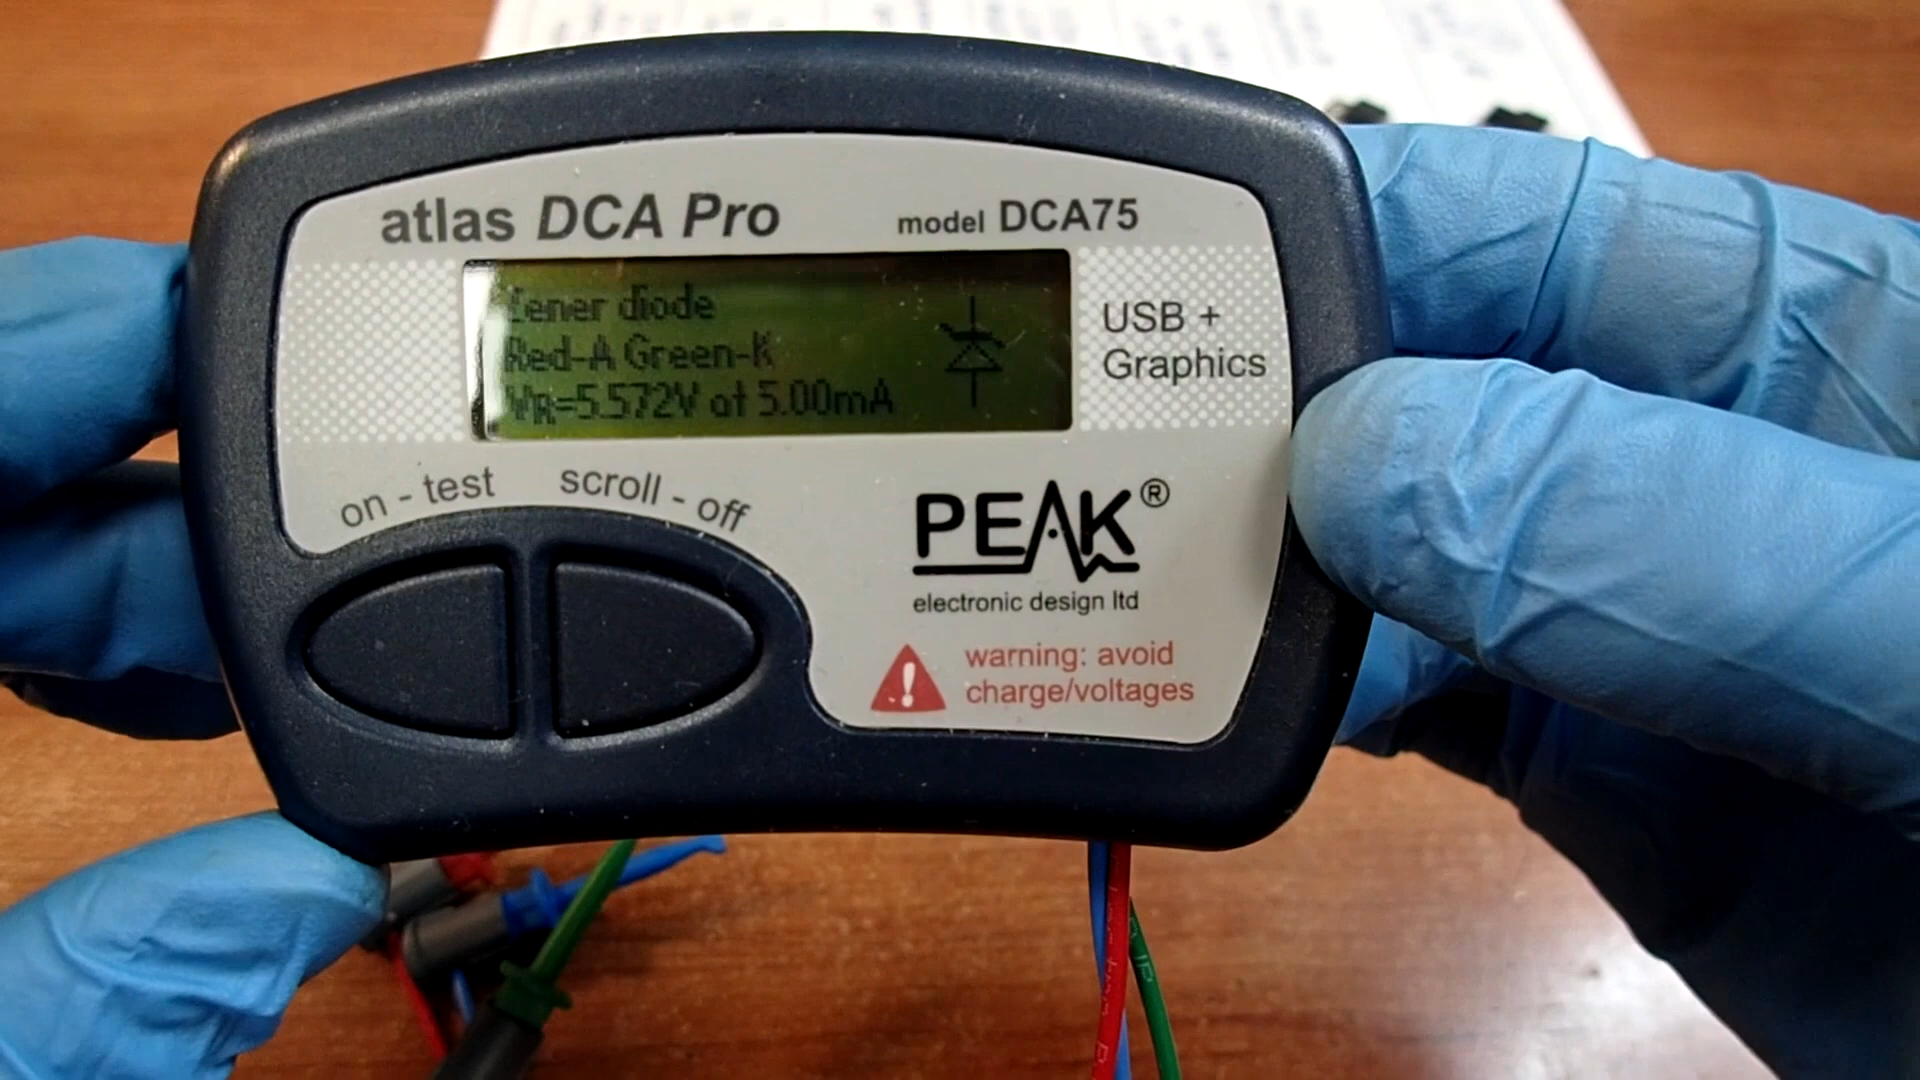 atlas DCA Pro
model DCA75
Zener diode
Red-A Green-K
VR=5.572V at 5.00mA
USB +
Graphics
on - test
scroll - off
PEAK®
electronic design ltd
warning: avoid
charge/voltages